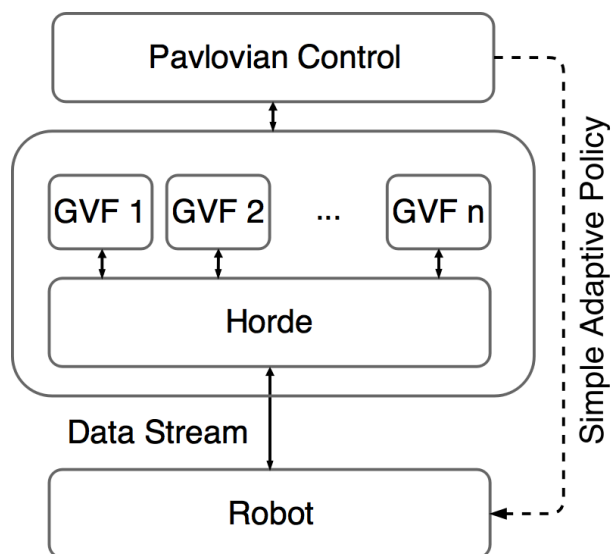 Pavlovian Control
GVF 1 GVF 2 ... GVF n
Horde
Data Stream
Robot
Simple Adaptive Policy